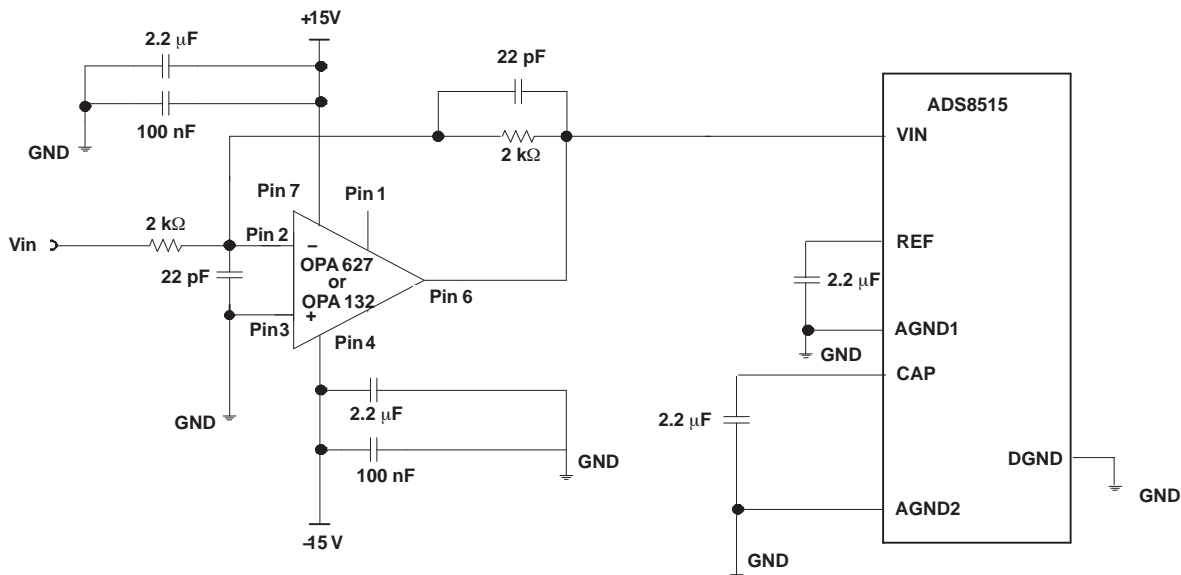 +15V
2.2 μF
22 pF
100 nF
GND
2 kΩ
ADS8515
VIN
Pin 7
Pin 1
2 kΩ
Vin
Pin 2
−
OPA 627
or
OPA 132
+
22 pF
Pin3
Pin 6
Pin 4
REF
2.2 μF
AGND1
GND
CAP
GND
2.2 μF
2.2 μF
100 nF
GND
DGND
GND
AGND2
−15 V
GND